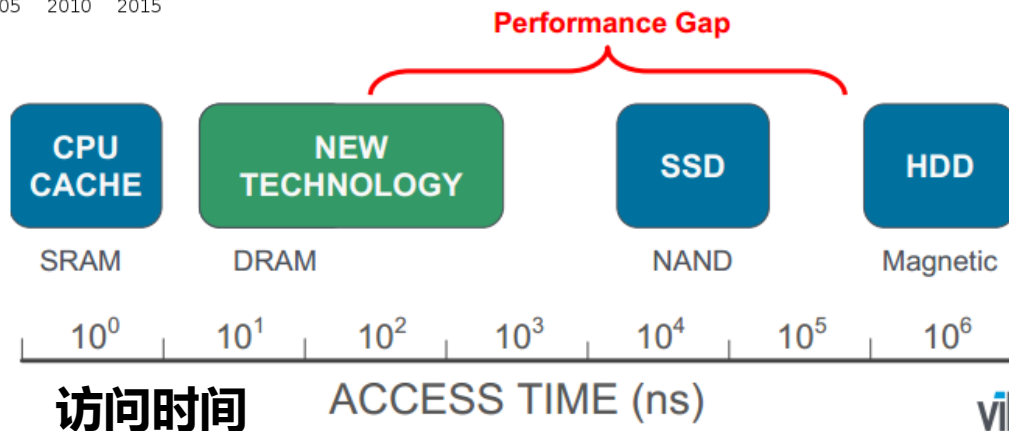 05 2010 2015
Performance Gap
CPU
CACHE
NEW
TECHNOLOGY
SSD
HDD
SRAM
DRAM
NAND
Magnetic
10⁰ 10¹ 10² 10³ 10⁴ 10⁵ 10⁶
访问时间
ACCESS TIME (ns)